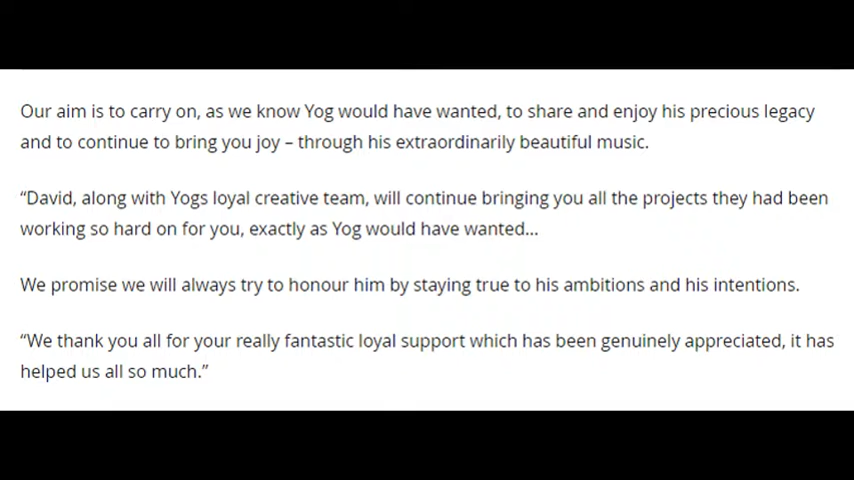 Our aim is to carry on, as we know Yog would have wanted, to share and enjoy his precious legacy
and to continue to bring you joy – through his extraordinarily beautiful music.
“David, along with Yogs loyal creative team, will continue bringing you all the projects they had been
working so hard on for you, exactly as Yog would have wanted...
We promise we will always try to honour him by staying true to his ambitions and his intentions.
“We thank you all for your really fantastic loyal support which has been genuinely appreciated, it has
helped us all so much.”